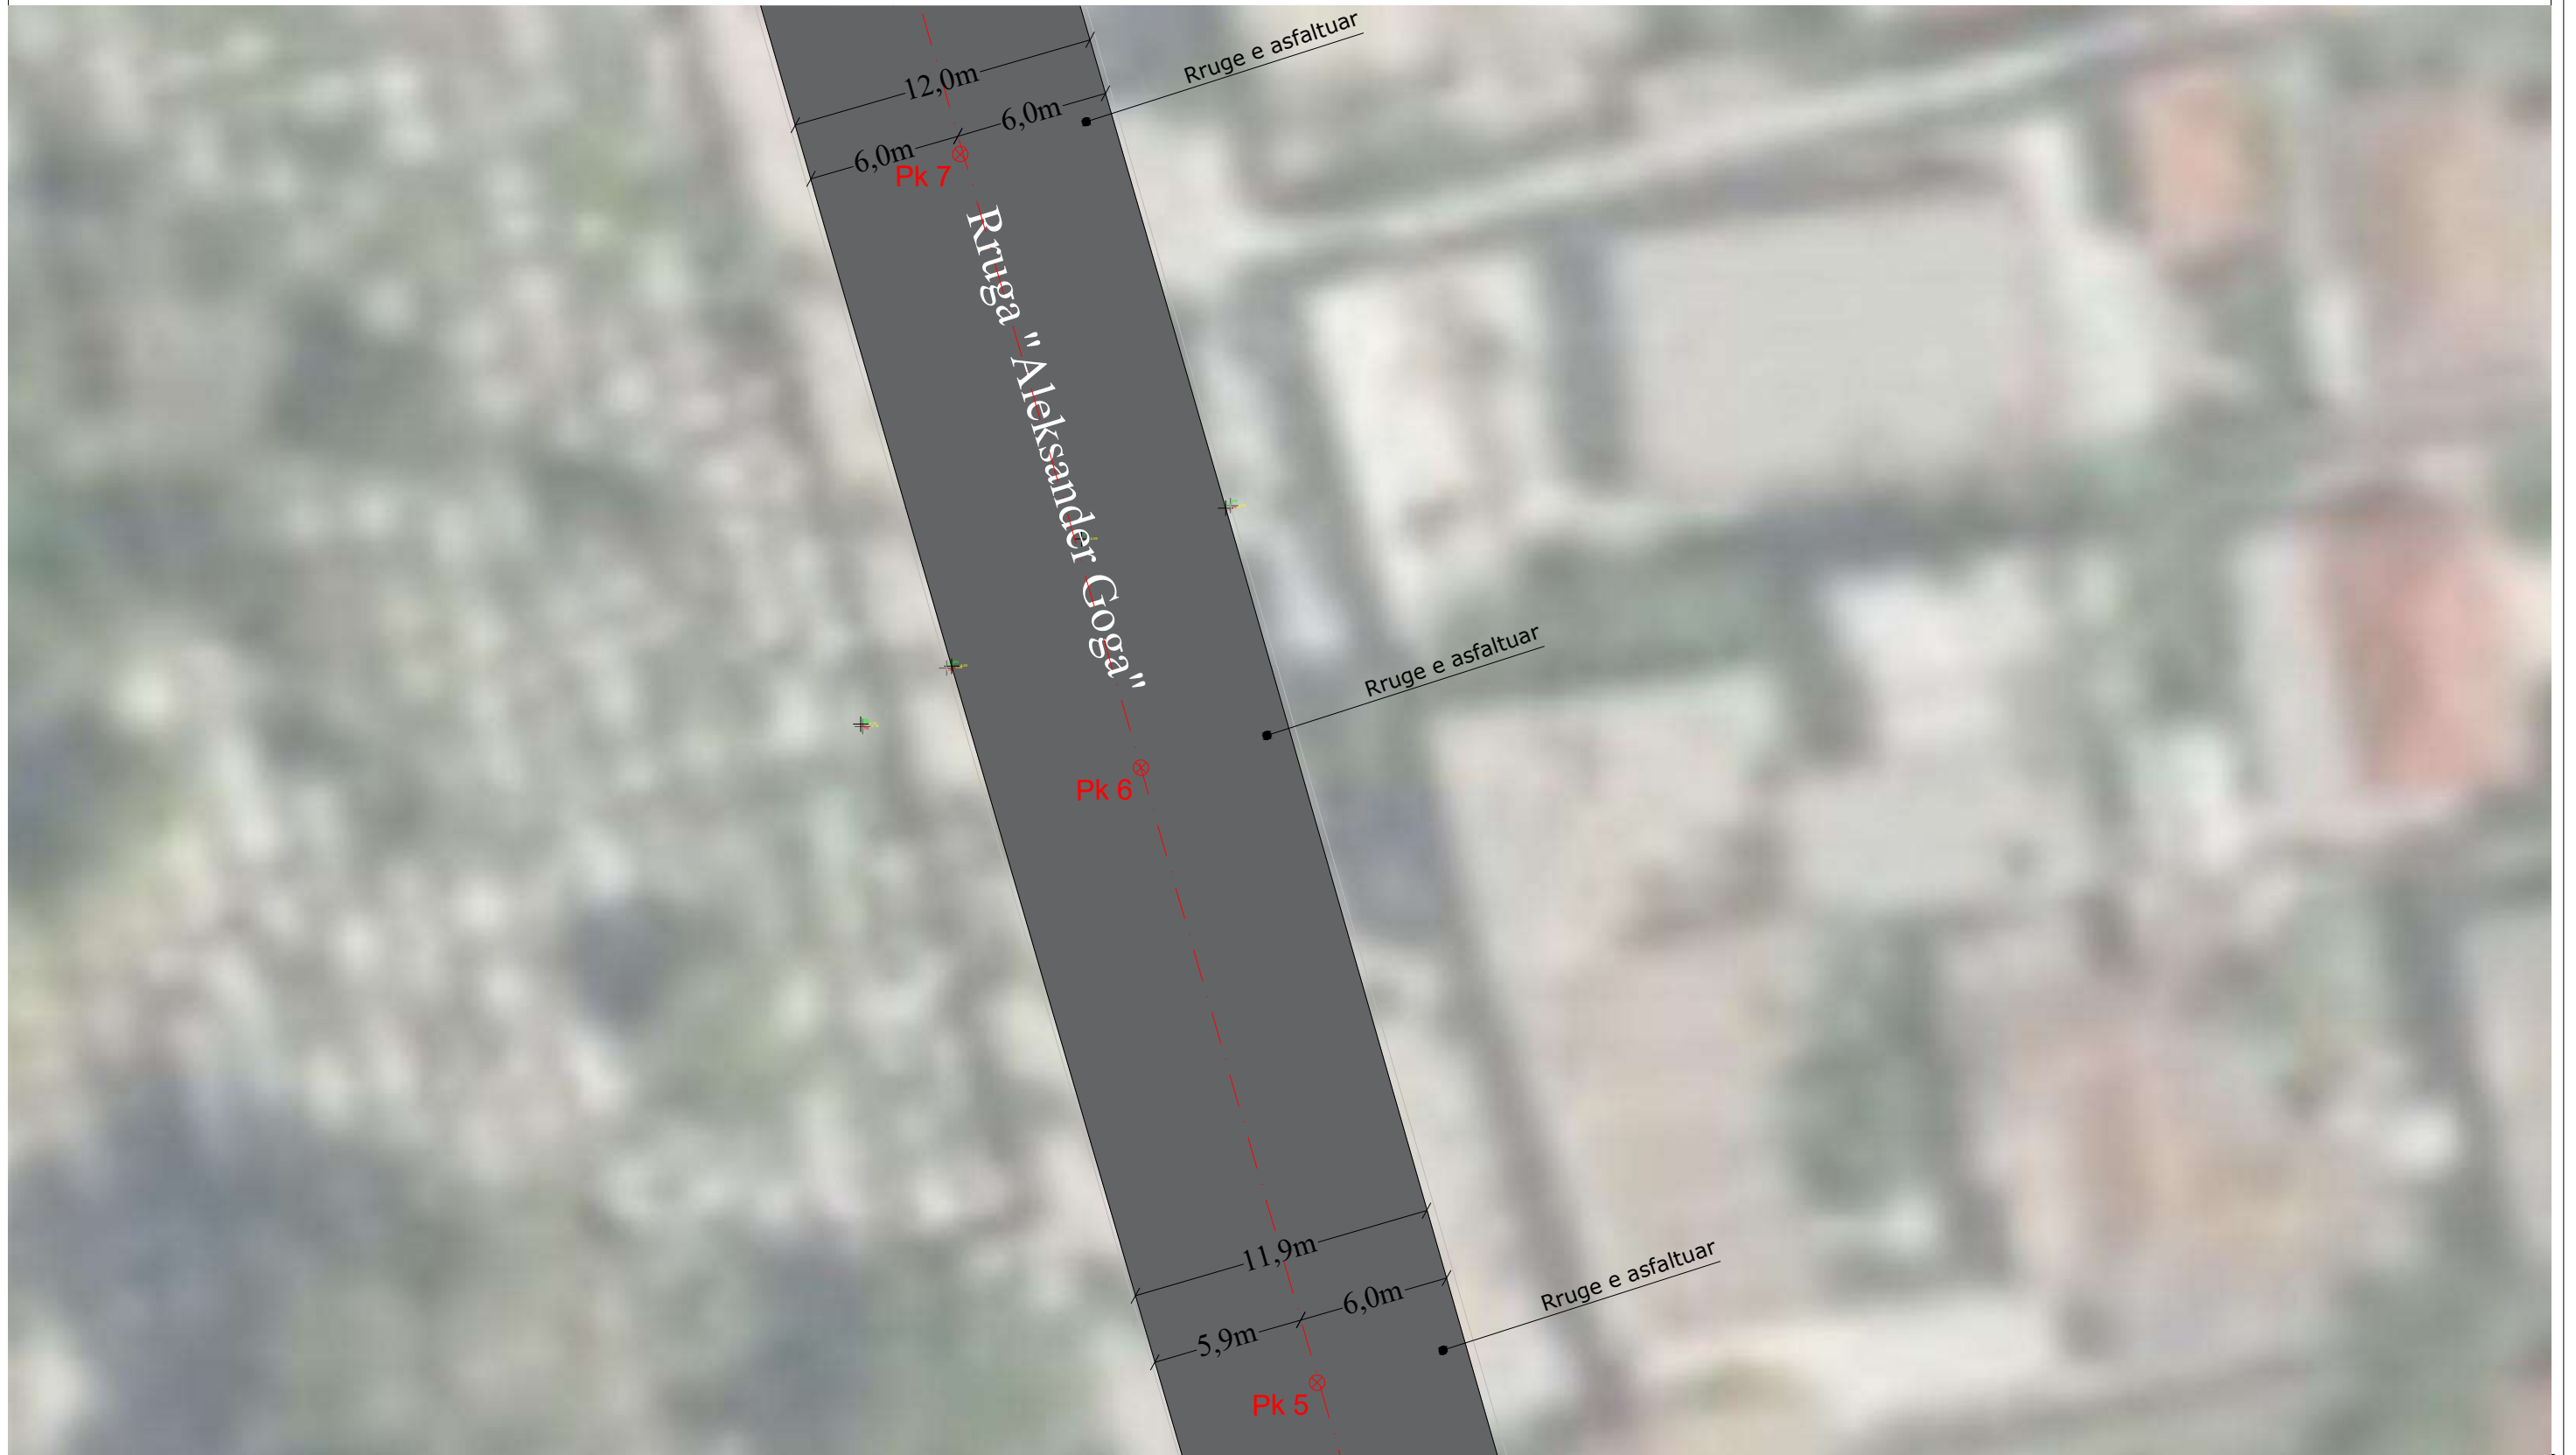 Rruge e asfaltuar
12,0m
6,0m
6,0m
Pk 7
Rruga "Aleksander Goga"
Rruge e asfaltuar
Pk 6
11,9m
6,0m
5,9m
Rruge e asfaltuar
Pk 5